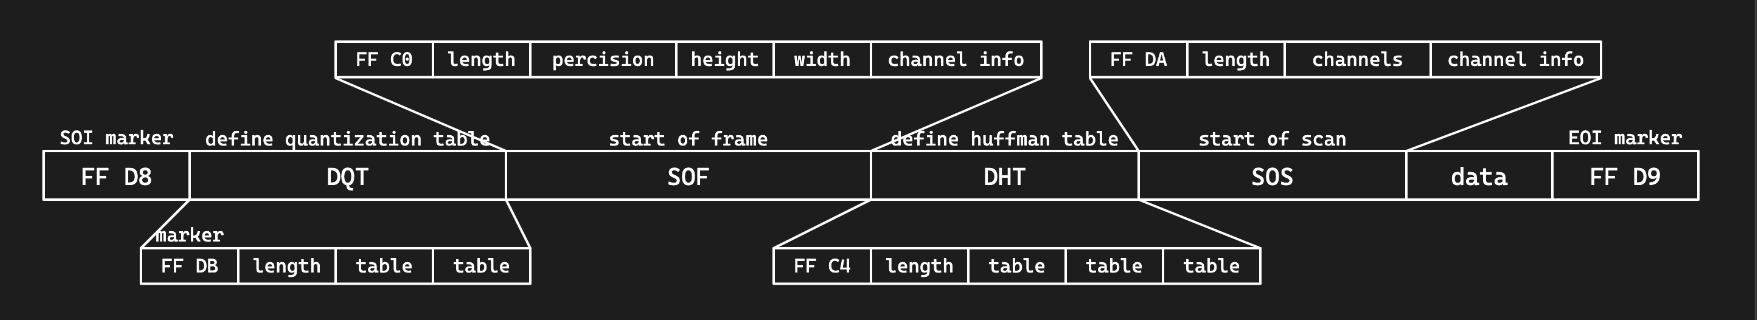 FF C0 length percision height width channel info
FF DA length channels channel info
SOI marker define quantization table start of frame define huffman table start of scan EOI marker
FF D8 DQT SOF DHT SOS data FF D9
marker
FF DB length table table
FF C4 length table table table